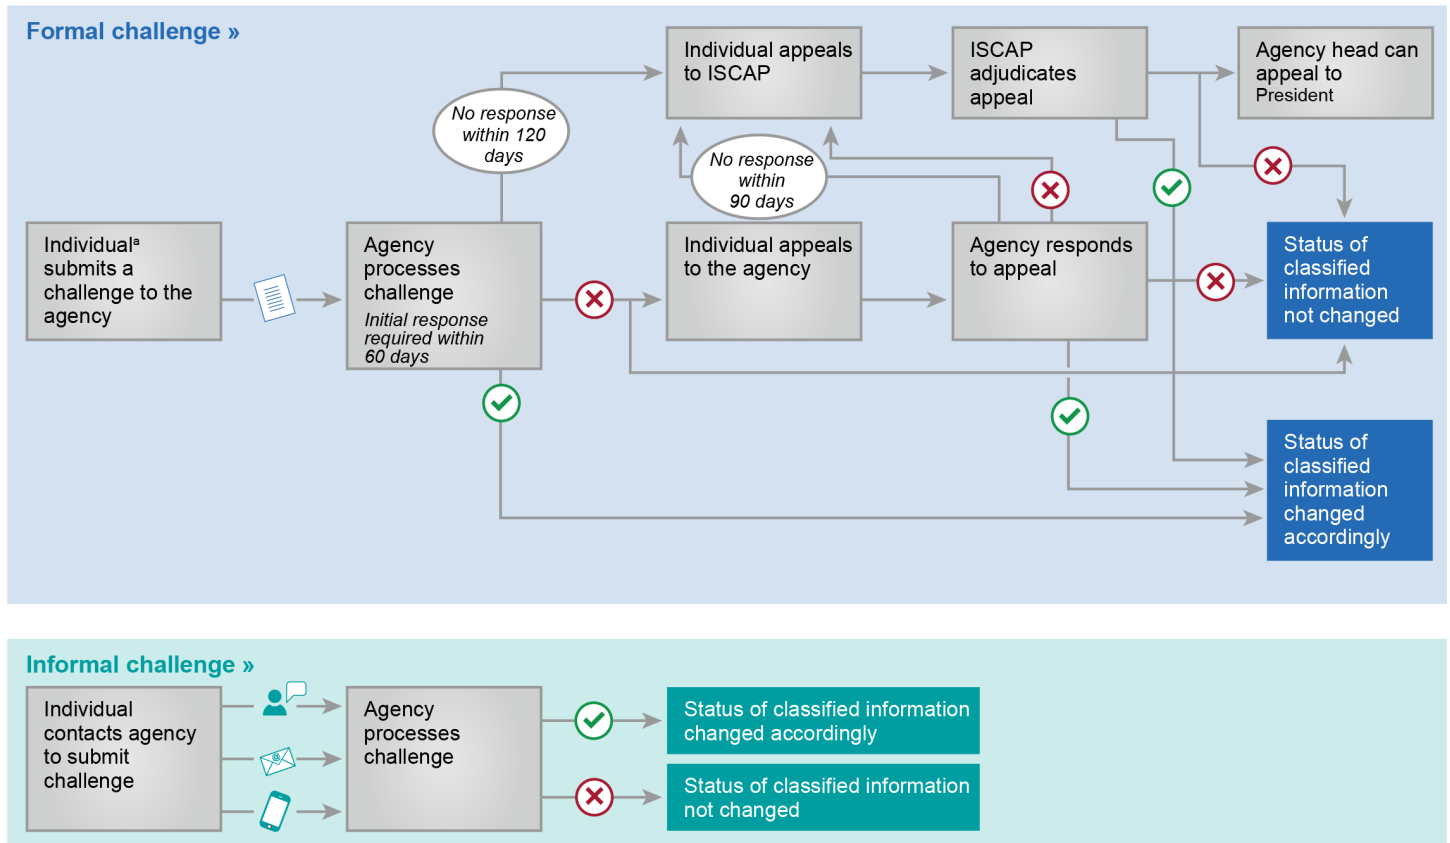 Formal challenge »
No response
within 120
days
Individual appeals
to ISCAP
ISCAP
adjudicates
appeal
Agency head can
appeal to
President
No response
within
90 days
Individualᵃ
submits a
challenge to the
agency
Agency
processes
challenge
Initial response
required within
60 days
Individual appeals
to the agency
Agency responds
to appeal
Status of
classified
information
not changed
Status of
classified
information
changed
accordingly
Informal challenge »
Individual
contacts agency
to submit
challenge
@
Agency
processes
challenge
Status of classified information
changed accordingly
Status of classified information
not changed